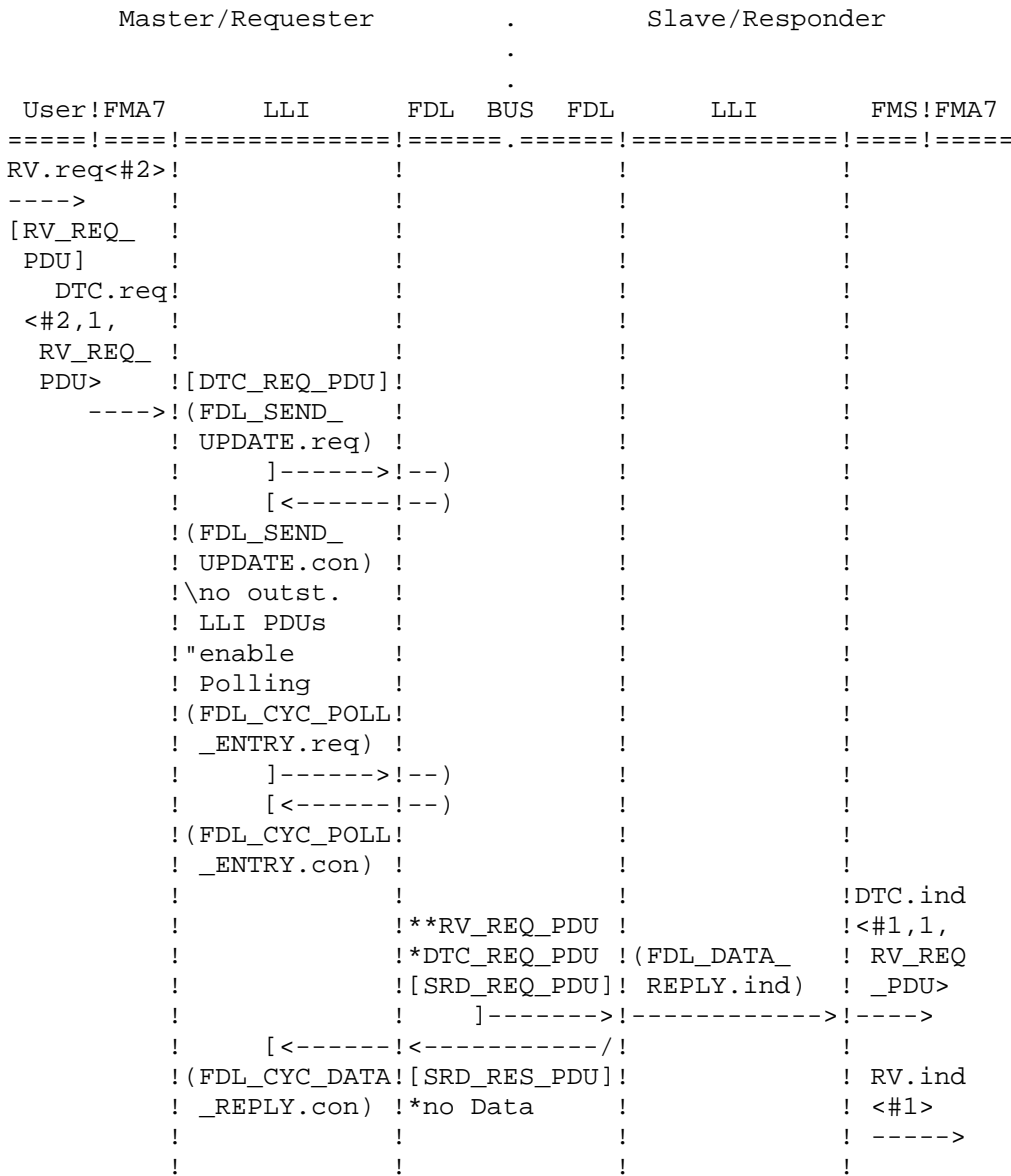 Master/Requester        .        Slave/Responder
                               .
                               .
 User!FMA7      LLI      FDL  BUS  FDL      LLI        FMS!FMA7
=====!====!=============!======.======!=============!====!=====
RV.req<#2>!             !             !             !
---->     !             !             !             !
[RV_REQ_  !             !             !             !
 PDU]     !             !             !             !
   DTC.req!             !             !             !
 <#2,1,   !             !             !             !
  RV_REQ_ !             !             !             !
  PDU>    ![DTC_REQ_PDU]!             !             !
     ---->!(FDL_SEND_   !             !             !
          ! UPDATE.req) !             !             !
          !     ]------>!--)          !             !
          !     [<------!--)          !             !
          !(FDL_SEND_   !             !             !
          ! UPDATE.con) !             !             !
          !\no outst.   !             !             !
          ! LLI PDUs    !             !             !
          !"enable      !             !             !
          ! Polling     !             !             !
          !(FDL_CYC_POLL!             !             !
          ! _ENTRY.req) !             !             !
          !     ]------>!--)          !             !
          !     [<------!--)          !             !
          !(FDL_CYC_POLL!             !             !
          ! _ENTRY.con) !             !             !
          !             !             !             !DTC.ind
          !             !**RV_REQ_PDU !             !<#1,1,
          !             !*DTC_REQ_PDU !(FDL_DATA_   ! RV_REQ
          !             ![SRD_REQ_PDU]! REPLY.ind)  ! _PDU>
          !             !    ]------->!------------>!---->
          !     [<------!<-----------/!             !
          !(FDL_CYC_DATA![SRD_RES_PDU]!             ! RV.ind
          ! _REPLY.con) !*no Data     !             ! <#1>
          !             !             !             ! ----->
          !             !             !             !